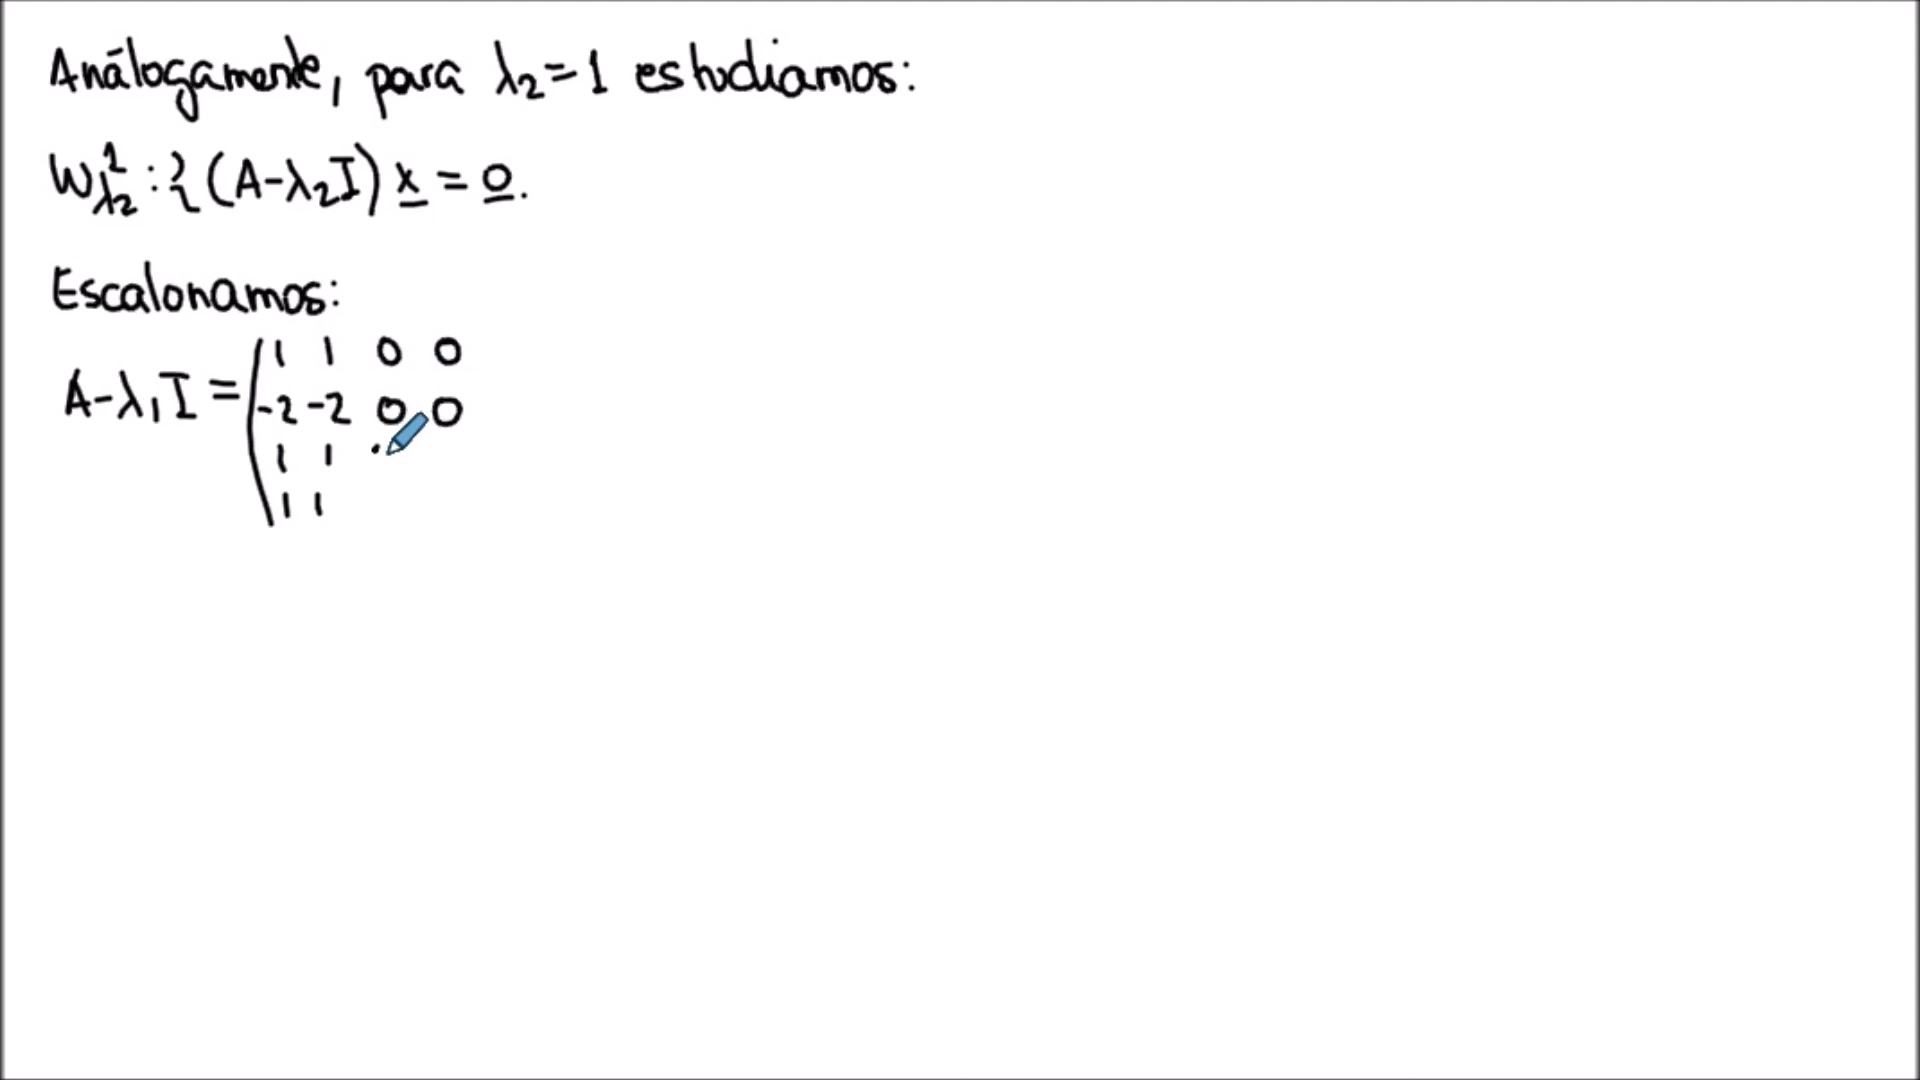 Análogamente, para λ₂=1 estudiamos:
W¹λ₂ : {(A-λ₂I) x = 0.
Escalonamos:
A-λ₁I = ( 1 1 0 0
-2 -2 0 0
1 1 .
1 1